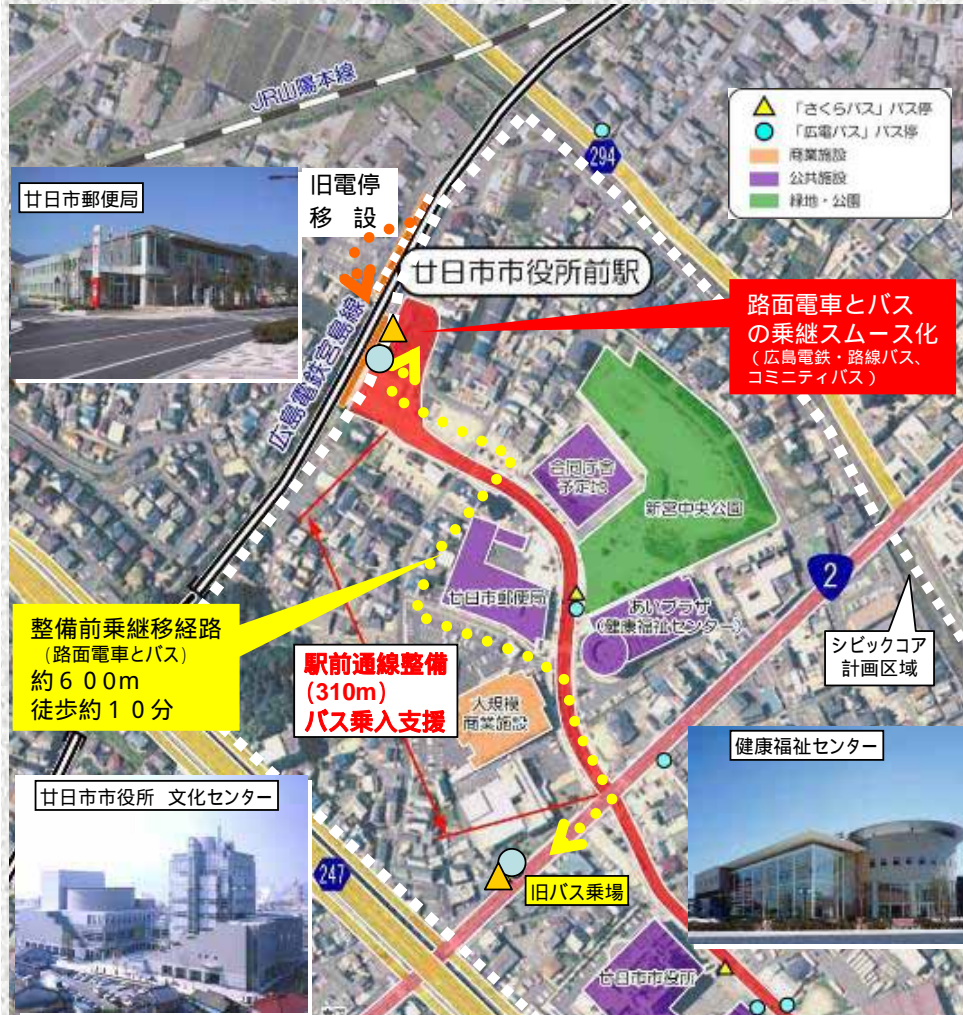 JR山陽本線
「さくらバス」バス停
「広電バス」バス停
商業施設
公共施設
緑地・公園
294
廿日市郵便局
旧電停
移 設
廿日市市役所前駅
広島電鉄宮島線
路面電車とバス
の乗継スムース化
(広島電鉄・路線バス、
コミニティバス)
合同庁舎
予定地
新宮中央公園
2
廿日市郵便局
あいプラザ
(健康福祉センター)
シビックコア
計画区域
整備前乗継移経路
(路面電車とバス)
約600m
徒歩約10分
駅前通線整備
(310m)
バス乗入支援
大規模
商業施設
健康福祉センター
廿日市市役所 文化センター
247
旧バス乗場
廿日市市役所